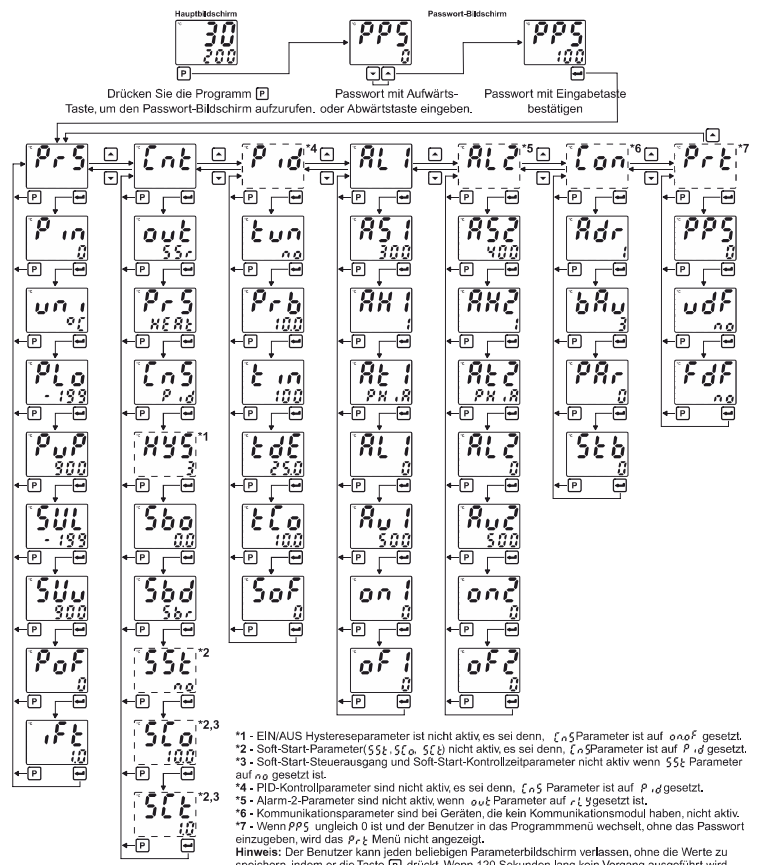 Hauptbildschirm
Passwort-Bildschirm
30
200
PPS
0
PPS
100
P
Drücken Sie die Programm P
Taste, um den Passwort-Bildschirm aufzurufen.
Passwort mit Aufwärts-
oder Abwärtstaste eingeben.
Passwort mit Eingabetaste
bestätigen
PrS
Cnt
Pid *4
AL1
AL2 *5
Con *6
Prt *7
P P P P P P P
Pin
0
out
SSr
tun
no
AS1
300
AS2
400
Adr
1
PPS
0
P P P P P P P
uni
°C
PrS
HEAt
Prb
10.0
AH1
1
AH2
1
bAu
3
udF
no
P P P P P P P
PLo
-199
CnS
Pid
tin
100
At1
PHiA
At2
PHiA
PAr
0
FdF
no
P P P P P P P
PuP
900
HYS *1
3
tdE
25.0
AL1
0
AL2
0
Stb
0
P P P P P P
SUL
-199
Sbo
0.0
tCo
10.0
Au1
500
Au2
500
P P P P P
SUu
900
Sbd
Sbr
SoF
0
on1
0
on2
0
P P P P P
PoF
0
SSt *2
no
oF1
0
oF2
0
P P P P
iFt
1.0
SCo *2,3
10.0
P P
SCt *2,3
1.0
P
*1 - EIN/AUS Hystereseparameter ist nicht aktiv, es sei denn, CnS Parameter ist auf onoF gesetzt.
*2 - Soft-Start-Parameter(SSt, SCo, SCt) nicht aktiv, es sei denn, CnS Parameter ist auf Pid gesetzt.
*3 - Soft-Start-Steuerausgang und Soft-Start-Kontrollzeitparameter nicht aktiv wenn SSt Parameter
auf no gesetzt ist.
*4 - PID-Kontrollparameter sind nicht aktiv, es sei denn, CnS Parameter ist auf Pid gesetzt.
*5 - Alarm-2-Parameter sind nicht aktiv, wenn out Parameter auf rLY gesetzt ist.
*6 - Kommunikationsparameter sind bei Geräten, die kein Kommunikationsmodul haben, nicht aktiv.
*7 - Wenn PPS ungleich 0 ist und der Benutzer in das Programmmenü wechselt, ohne das Passwort
einzugeben, wird das Prt Menü nicht angezeigt.
Hinweis: Der Benutzer kann jeden beliebigen Parameterbildschirm verlassen, ohne die Werte zu
speichern, indem er die Taste P drückt. Wenn 120 Sekunden lang kein Vorgang ausgeführt wird